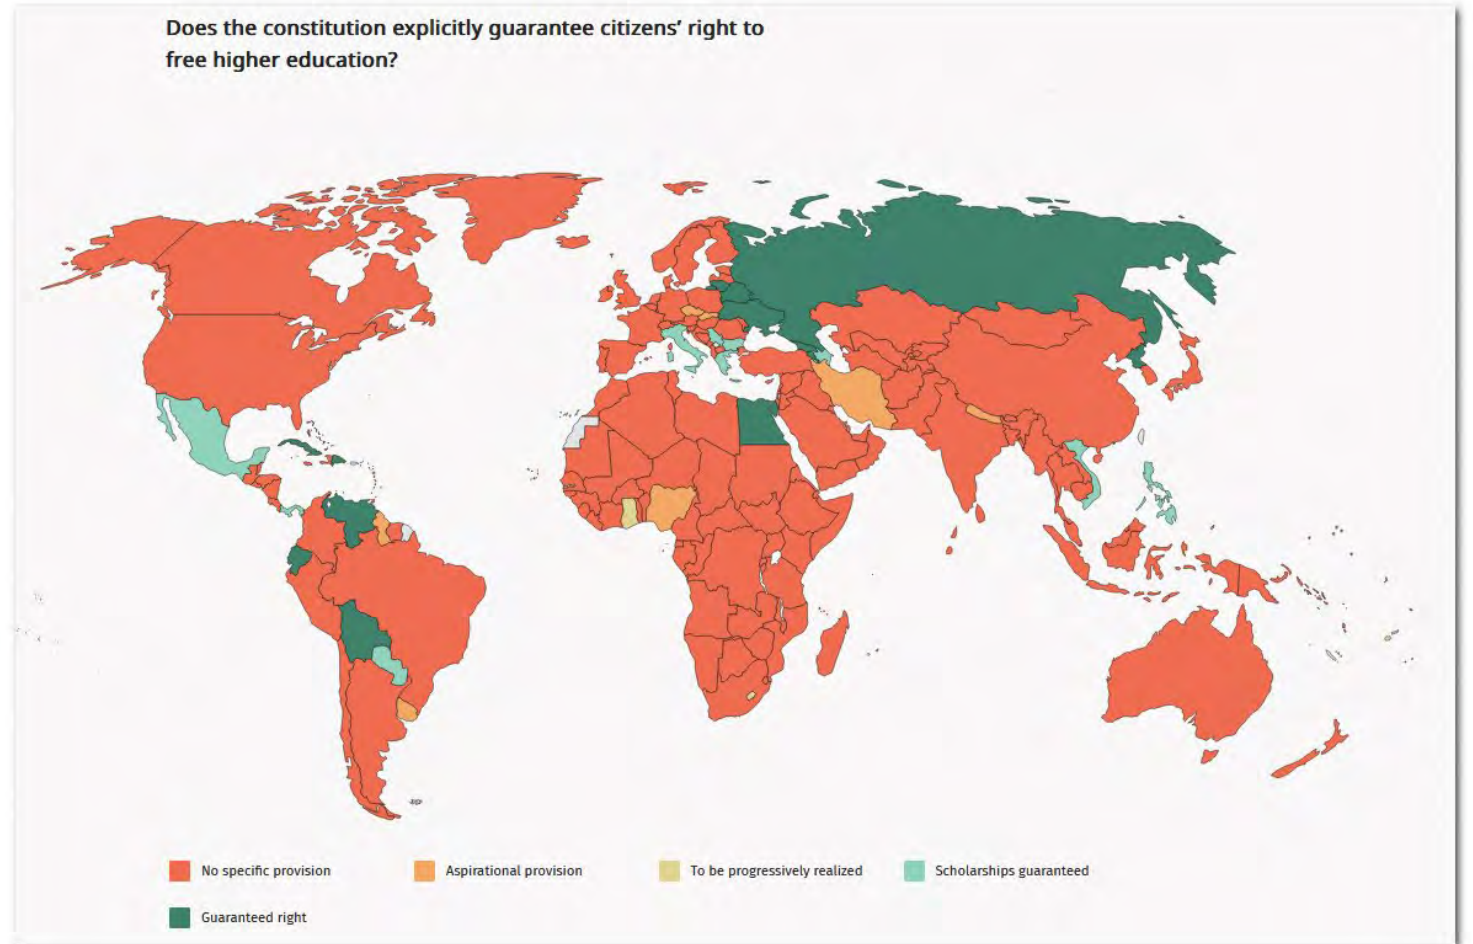 Does the constitution explicitly guarantee citizens’ right to
free higher education?
No specific provision
Aspirational provision
To be progressively realized
Scholarships guaranteed
Guaranteed right